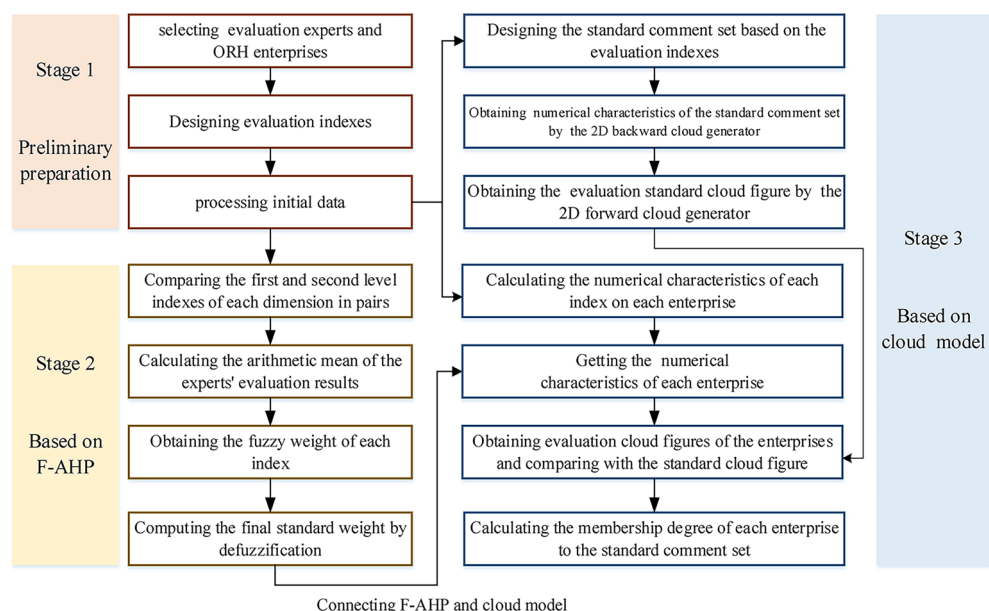 Stage 1
Preliminary
preparation
selecting evaluation experts and
ORH enterprises
Designing evaluation indexes
processing initial data
Stage 2
Based on
F-AHP
Comparing the first and second level
indexes of each dimension in pairs
Calculating the arithmetic mean of the
experts' evaluation results
Obtaining the fuzzy weight of each
index
Computing the final standard weight by
defuzzification
Designing the standard comment set based on the
evaluation indexes
Obtaining numerical characteristics of the standard comment set
by the 2D backward cloud generator
Obtaining the evaluation standard cloud figure by the
2D forward cloud generator
Calculating the numerical characteristics of each
index on each enterprise
Getting the numerical
characteristics of each enterprise
Obtaining evaluation cloud figures of the enterprises
and comparing with the standard cloud figure
Calculating the membership degree of each enterprise
to the standard comment set
Stage 3
Based on
cloud model
Connecting F-AHP and cloud model